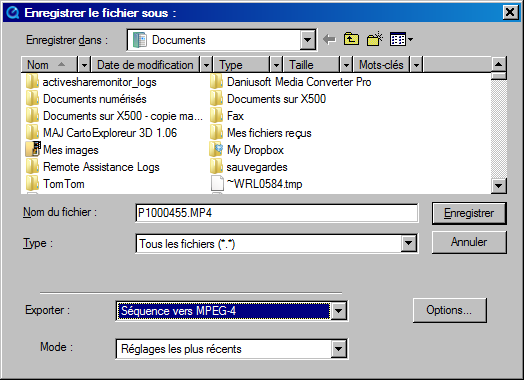 Enregistrer le fichier sous :
Enregistrer dans : Documents
Nom Date de modification Type Taille Mots-clés
activesharemonitor_logs Daniusoft Media Converter Pro
Documents numérisés Documents sur X500
Documents sur X500 - copie ma... Fax
MAJ CartoExploreur 3D 1.06 Mes fichiers reçus
Mes images My Dropbox
Remote Assistance Logs sauvegardes
TomTom ~WRL0584.tmp
Nom du fichier : P1000455.MP4 Enregistrer
Type : Tous les fichiers (*.*) Annuler
Exporter : Séquence vers MPEG-4 Options...
Mode : Réglages les plus récents